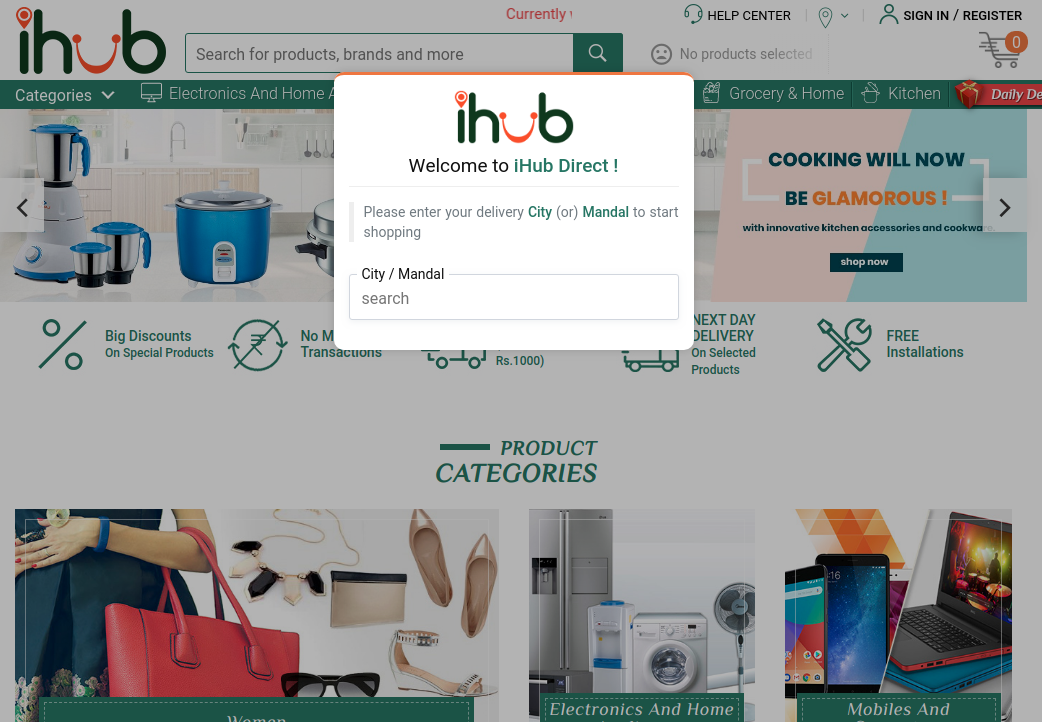 Currently
ihub
Search for products, brands and more
HELP CENTER
SIGN IN / REGISTER
No products selected
0
Categories
Electronics And Home A
Grocery & Home
Kitchen
Daily De
ihub
Welcome to iHub Direct !
Please enter your delivery City (or) Mandal to start
shopping
City / Mandal
search
COOKING WILL NOW
BE GLAMOROUS !
with innovative kitchen accessories and cookware.
shop now
Big Discounts
On Special Products
No M
Transactions
Rs.1000)
NEXT DAY
DELIVERY
On Selected
Products
FREE
Installations
PRODUCT
CATEGORIES
Women
Electronics And Home
Mobiles And